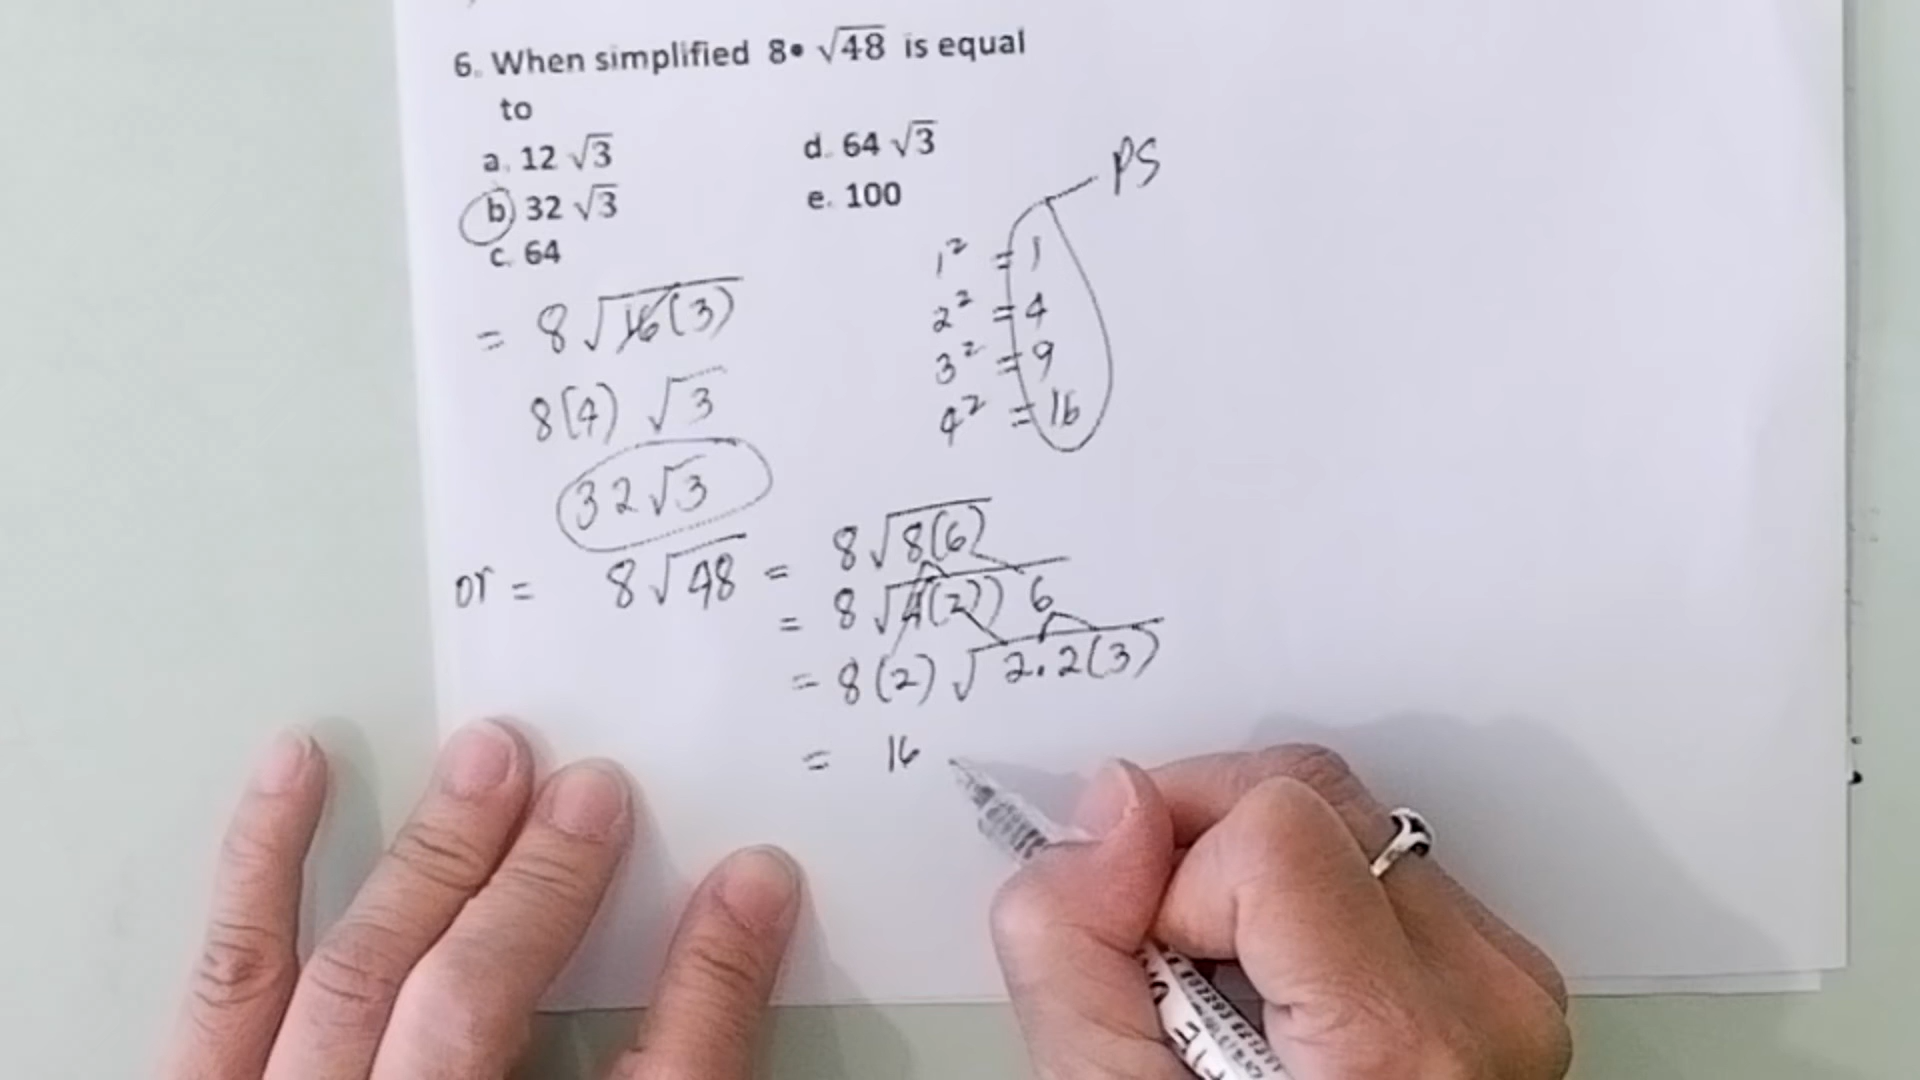 6. When simplified 8• √48 is equal
to
a. 12 √3
d. 64 √3
b. 32 √3
e. 100
c. 64
PS
1² = 1
2² = 4
3² = 9
4² = 16
= 8√16(3)
8(4) √3
32√3
or = 8√48 = 8√8(6)
= 8√4(2)) 6
= 8(2) √2.2(3)
= 16